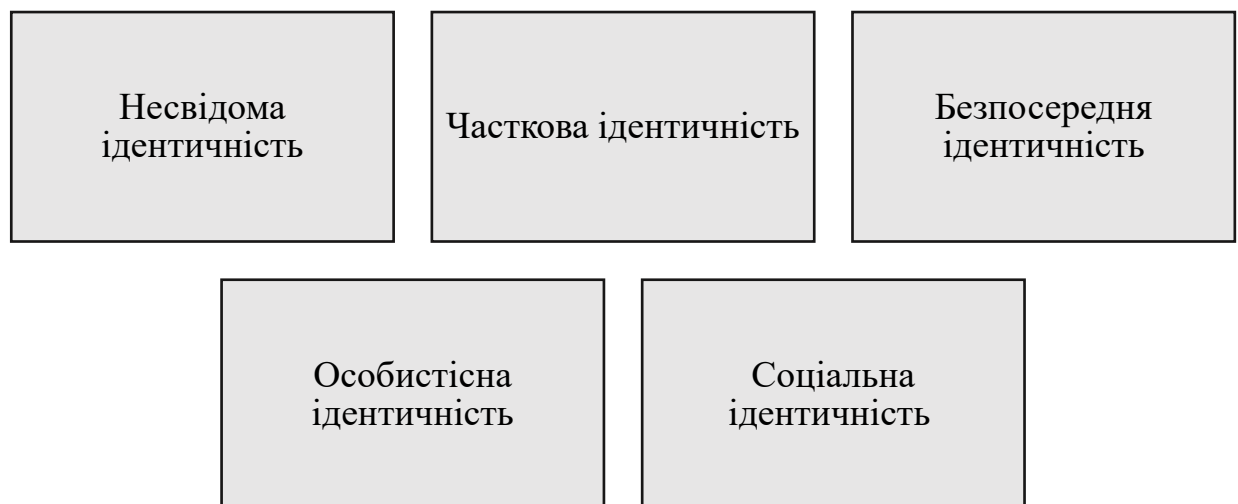 Несвідома
ідентичність
Часткова ідентичність
Безпосередня
ідентичність
Особистісна
ідентичність
Соціальна
ідентичність